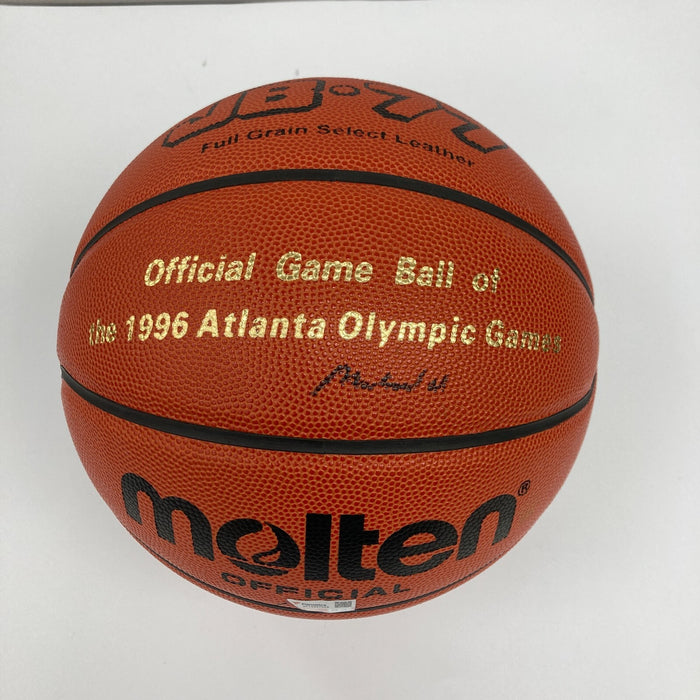 Full Grain Select Leather
Official Game Ball of
the 1996 Atlanta Olympic Games
molten®
OFFICIAL